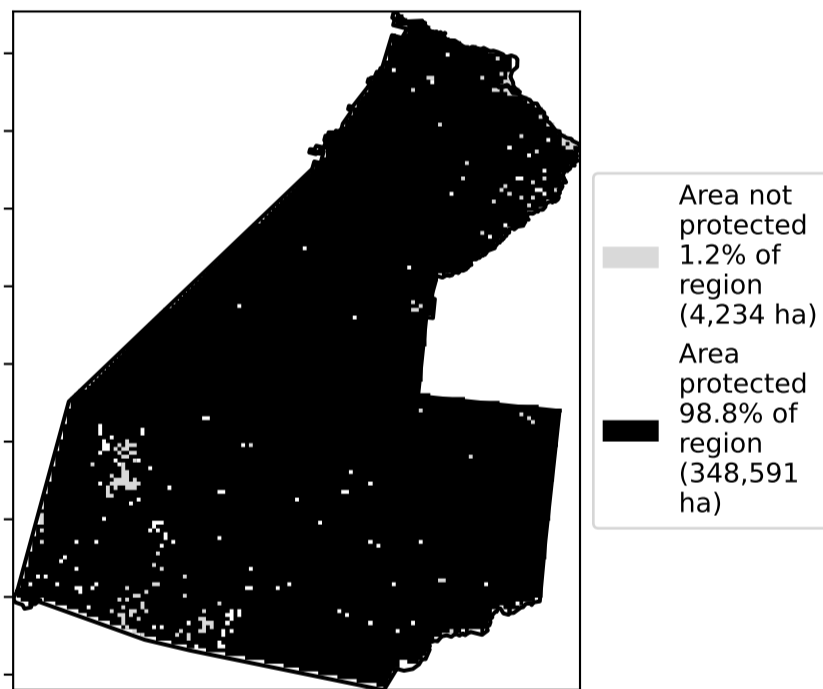 Area not
protected
1.2% of
region
(4,234 ha)
Area
protected
98.8% of
region
(348,591
ha)